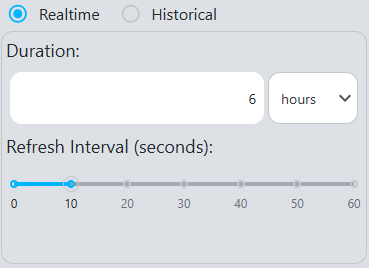 Realtime Historical
Duration:
6 hours
Refresh Interval (seconds):
0 10 20 30 40 50 60